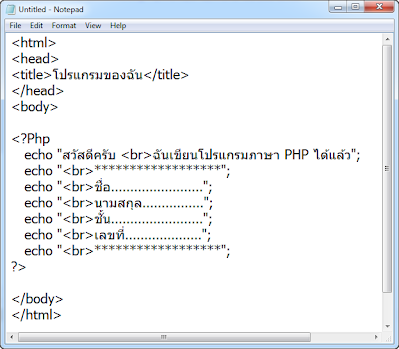 Untitled - Notepad
File Edit Format View Help
<html>
<head>
<title>โปรแกรมของฉัน</title>
</head>
<body>
<?Php
echo "สวัสดีครับ <br>ฉันเขียนโปรแกรมภาษา PHP ได้แล้ว";
echo "<br>********************";
echo "<br>ชื่อ........................";
echo "<br>นามสกุล................";
echo "<br>ชั้น........................";
echo "<br>เลขที่....................";
echo "<br>********************";
?>
</body>
</html>